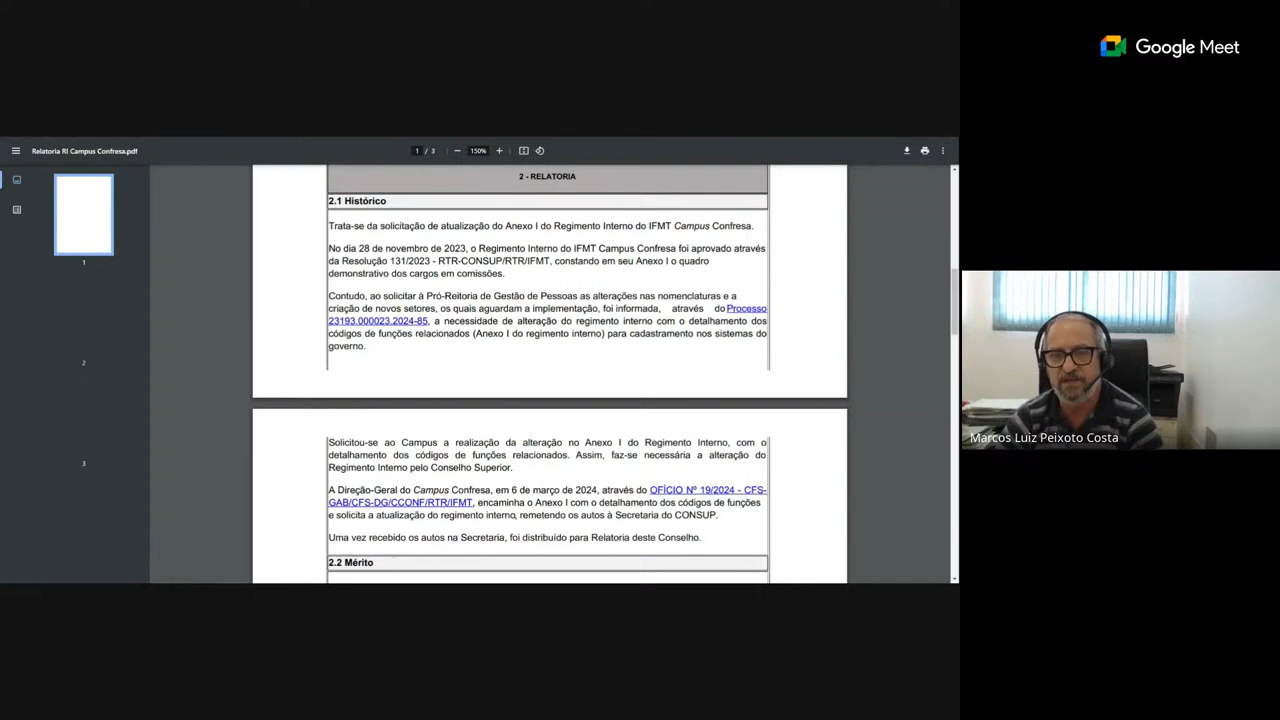 Google Meet
Relatoria RI Campus Confresa.pdf
1 / 3
150%
2 - RELATORIA
2.1 Histórico
Trata-se da solicitação de atualização do Anexo I do Regimento Interno do IFMT Campus Confresa.
No dia 28 de novembro de 2023, o Regimento Interno do IFMT Campus Confresa foi aprovado através
da Resolução 131/2023 - RTR-CONSUP/RTR/IFMT, constando em seu Anexo I o quadro
demonstrativo dos cargos em comissões.
Contudo, ao solicitar à Pró-Reitoria de Gestão de Pessoas as alterações nas nomenclaturas e a
criação de novos setores, os quais aguardam a implementação, foi informada, através do Processo
23193.000023.2024-85, a necessidade de alteração do regimento interno com o detalhamento dos
códigos de funções relacionados (Anexo I do regimento interno) para cadastramento nos sistemas do
governo.
Solicitou-se ao Campus a realização da alteração no Anexo I do Regimento Interno, com o
detalhamento dos códigos de funções relacionados. Assim, faz-se necessária a alteração do
Regimento Interno pelo Conselho Superior.
A Direção-Geral do Campus Confresa, em 6 de março de 2024, através do OFÍCIO Nº 19/2024 - CFS-
GAB/CFS-DG/CCONF/RTR/IFMT, encaminha o Anexo I com o detalhamento dos códigos de funções
e solicita a atualização do regimento interno, remetendo os autos à Secretaria do CONSUP.
Uma vez recebido os autos na Secretaria, foi distribuído para Relatoria deste Conselho.
2.2 Mérito
1
2
3
Marcos Luiz Peixoto Costa